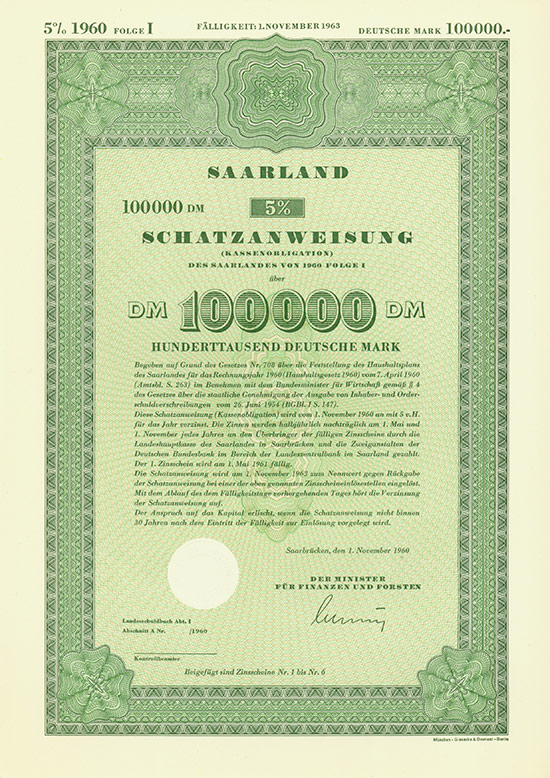 5% 1960 FOLGE I
FÄLLIGKEIT: 1. NOVEMBER 1963
DEUTSCHE MARK 100000.-
SAARLAND
100000 DM
5%
SCHATZANWEISUNG
(KASSENOBLIGATION)
DES SAARLANDES VON 1960 FOLGE I
über
DM 100000 DM
HUNDERTTAUSEND DEUTSCHE MARK
Begeben auf Grund des Gesetzes Nr. 708 über die Feststellung des Haushaltsplans
des Saarlandes für das Rechnungsjahr 1960 (Haushaltsgesetz 1960) vom 7. April 1960
(Amtsbl. S. 263) im Benehmen mit dem Bundesminister für Wirtschaft gemäß § 4
des Gesetzes über die staatliche Genehmigung der Ausgabe von Inhaber- und Order-
schuldverschreibungen vom 26. Juni 1954 (BGBl. I S. 147).
Diese Schatzanweisung (Kassenobligation) wird vom 1. November 1960 an mit 5 v. H.
für das Jahr verzinst. Die Zinsen werden halbjährlich nachträglich am 1. Mai und
1. November jeden Jahres an den Überbringer der fälligen Zinsscheine durch die
Landeshauptkasse des Saarlandes in Saarbrücken und die Zweiganstalten der
Deutschen Bundesbank im Bereich der Landeszentralbank im Saarland gezahlt.
Der 1. Zinsschein wird am 1. Mai 1961 fällig.
Die Schatzanweisung wird am 1. November 1963 zum Nennwert gegen Rückgabe
der Schatzanweisung bei einer der oben genannten Zinsscheineinlösestellen eingelöst.
Mit dem Ablauf des dem Fälligkeitstage vorhergehenden Tages hört die Verzinsung
der Schatzanweisung auf.
Der Anspruch auf das Kapital erlischt, wenn die Schatzanweisung nicht binnen
30 Jahren nach dem Eintritt der Fälligkeit zur Einlösung vorgelegt wird.
Saarbrücken, den 1. November 1960
DER MINISTER
FÜR FINANZEN UND FORSTEN
Landesschuldbuch Abt. I
Abschnitt A Nr. /1960
Kontrollbeamter
Beigefügt sind Zinsscheine Nr. 1 bis Nr. 6
München - Giesecke & Devrient - Berlin